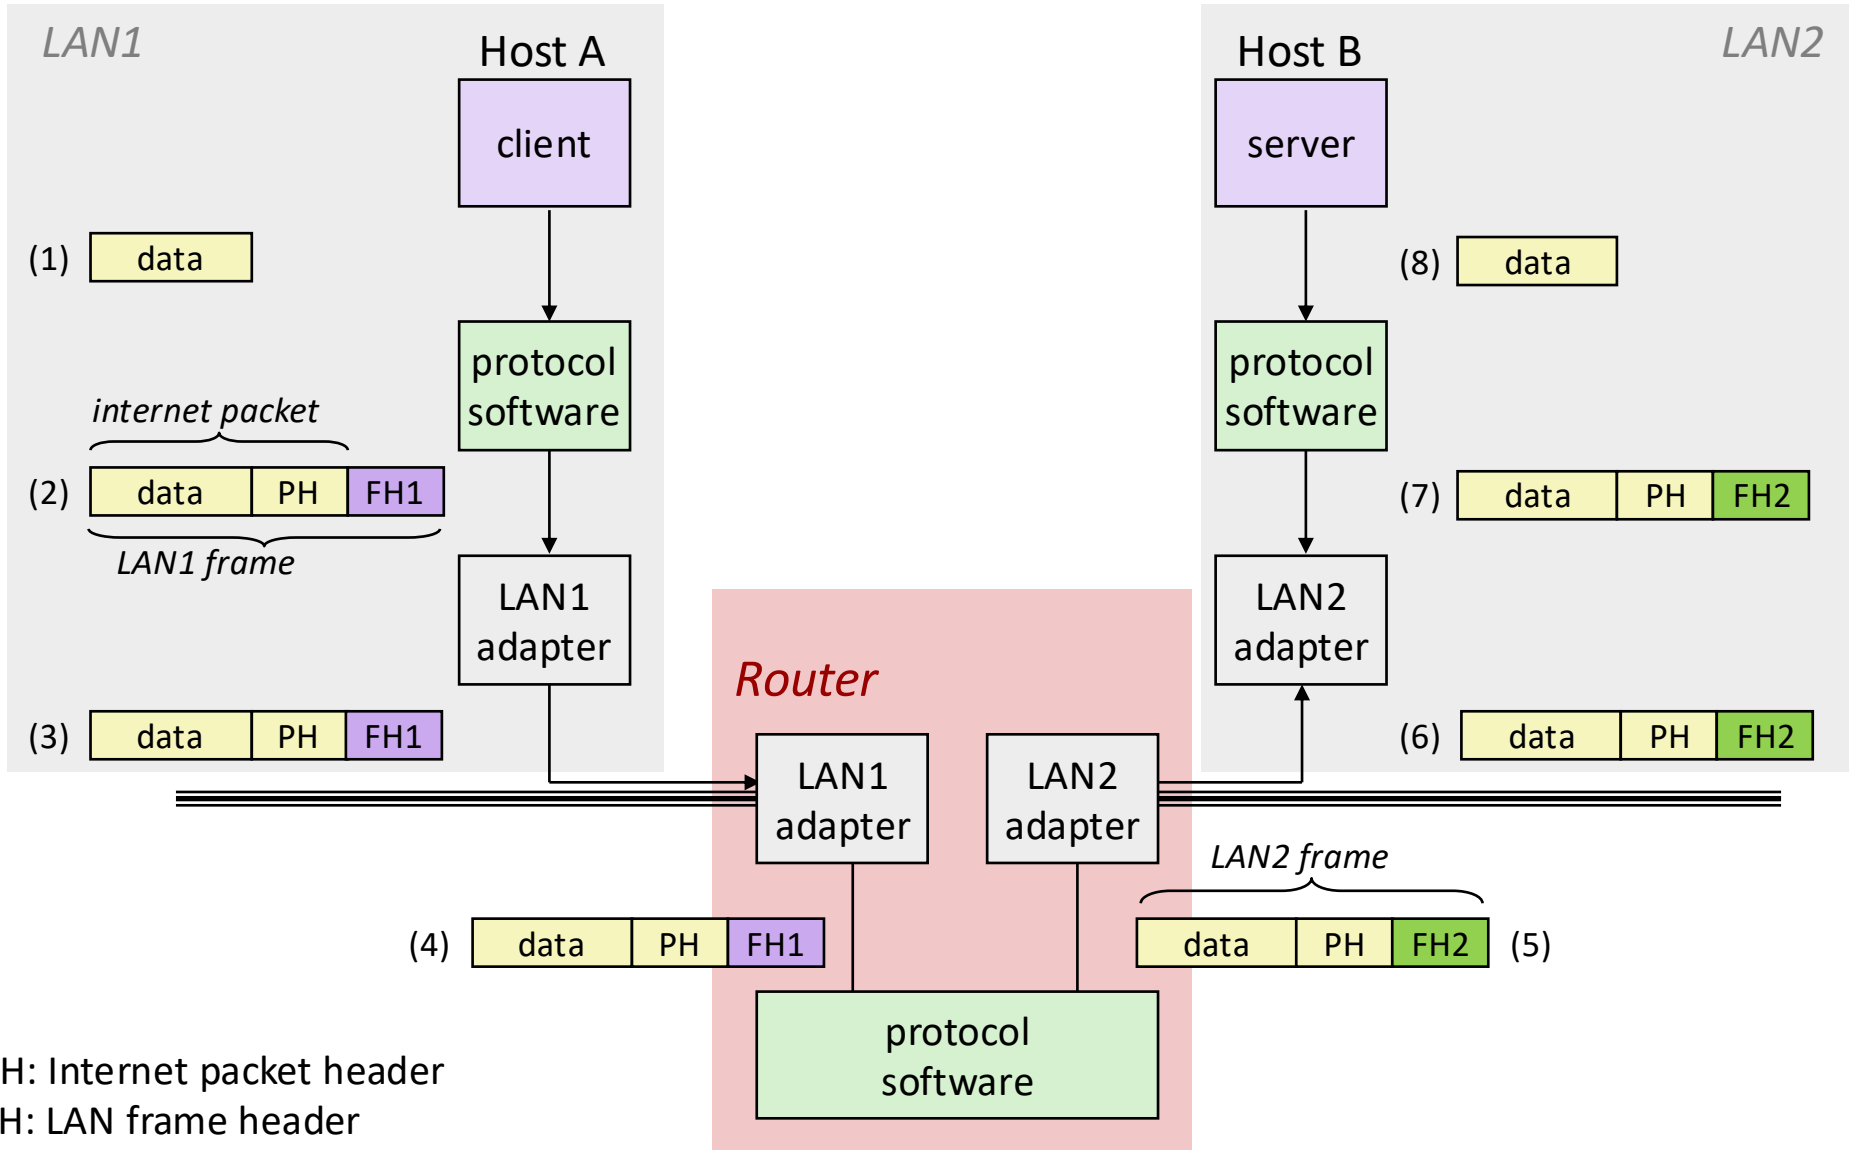 LAN1
Host A
client
(1) data
protocol
software
internet packet
(2) data PH FH1
LAN1 frame
LAN1
adapter
(3) data PH FH1
LAN2
Host B
server
(8) data
protocol
software
(7) data PH FH2
LAN2
adapter
(6) data PH FH2
Router
LAN1
adapter
LAN2
adapter
LAN2 frame
(4) data PH FH1
data PH FH2 (5)
protocol
software
H: Internet packet header
H: LAN frame header